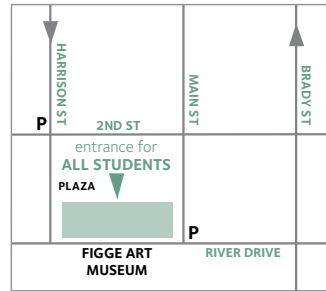 HARRISON ST
MAIN ST
BRADY ST
P
2ND ST
entrance for
ALL STUDENTS
PLAZA
P
FIGGE ART
MUSEUM
RIVER DRIVE